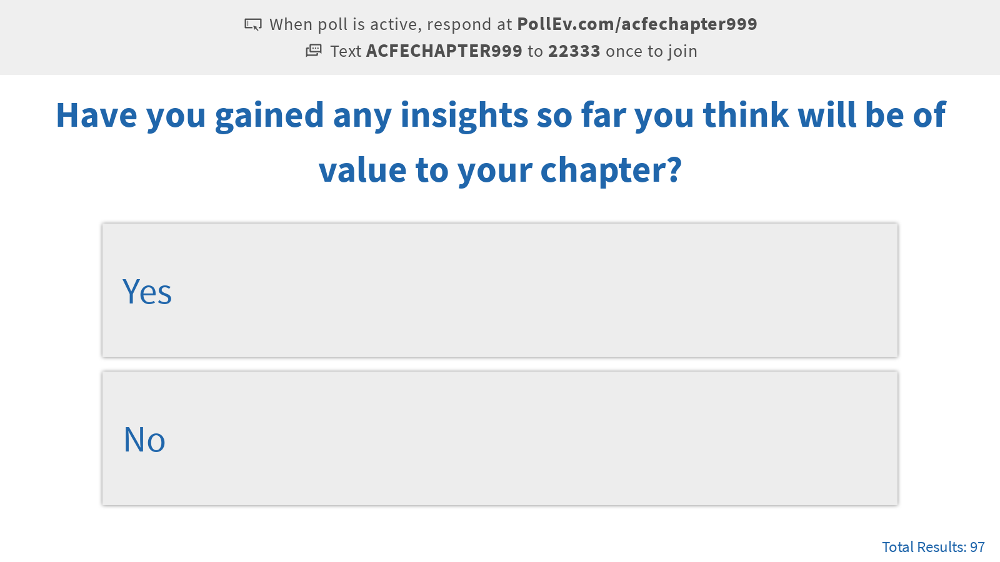 When poll is active, respond at PollEv.com/acfechapter999
Text ACFECHAPTER999 to 22333 once to join
Have you gained any insights so far you think will be of
value to your chapter?
Yes
No
Total Results: 97